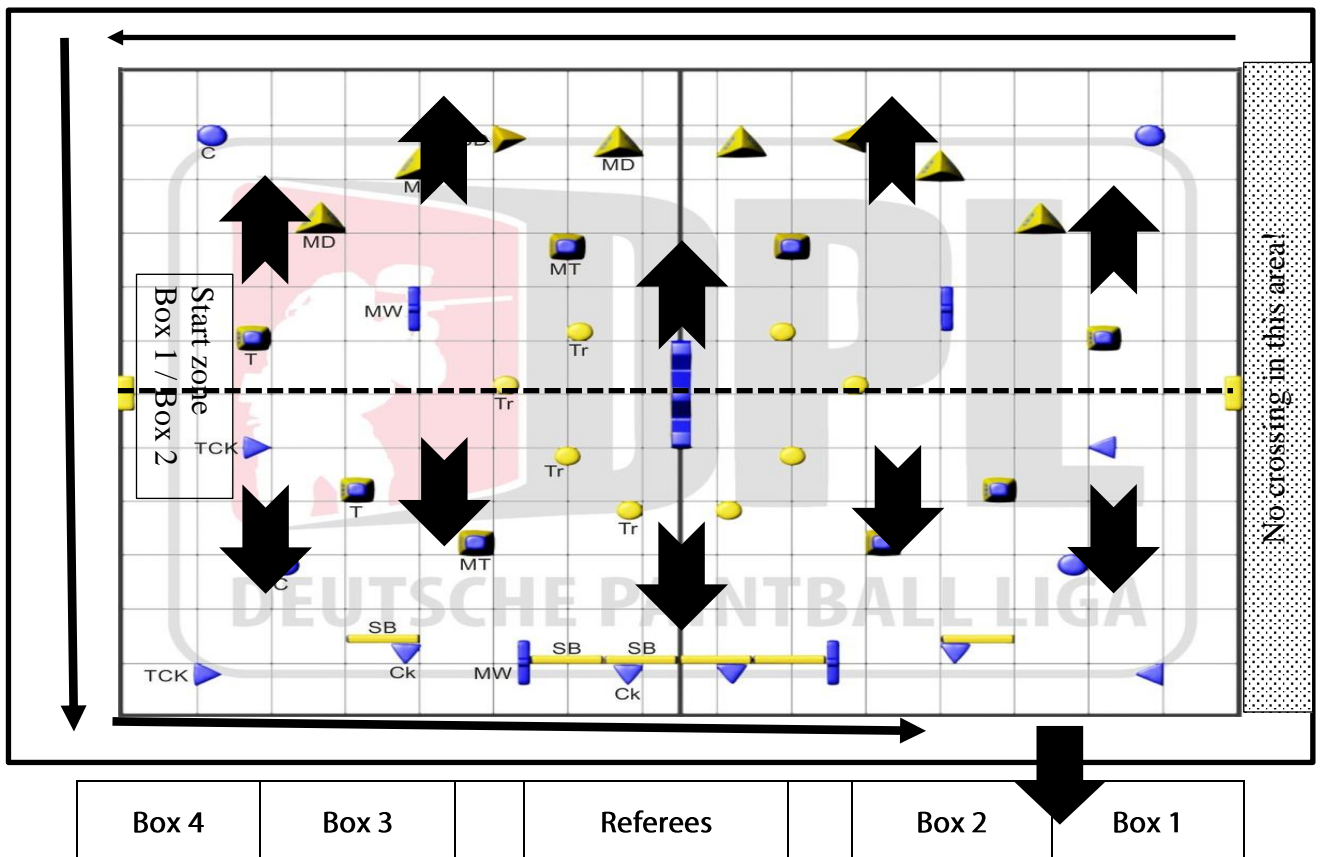 C
MD
MD
MD
MT
MW
Tr
T
Start zone
Box 1 / Box 2
No crossing in this area!
DPL
Tr
TCK
Tr
T
Tr
MT
C
DEUTSCHE PAINTBALL LIGA
SB
SB
SB
TCK
Ck
MW
Ck
Box 4
Box 3
Referees
Box 2
Box 1